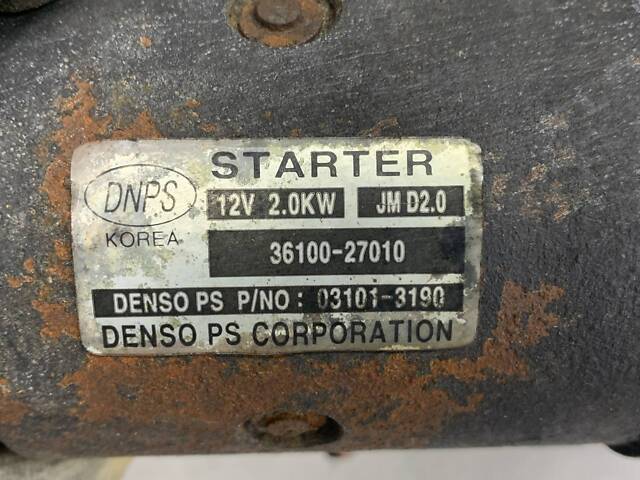 STARTER
DNPS
12V 2.0KW JM D2.0
KOREA
36100-27010
DENSO PS P/NO : 03101-3190
DENSO PS CORPORATION